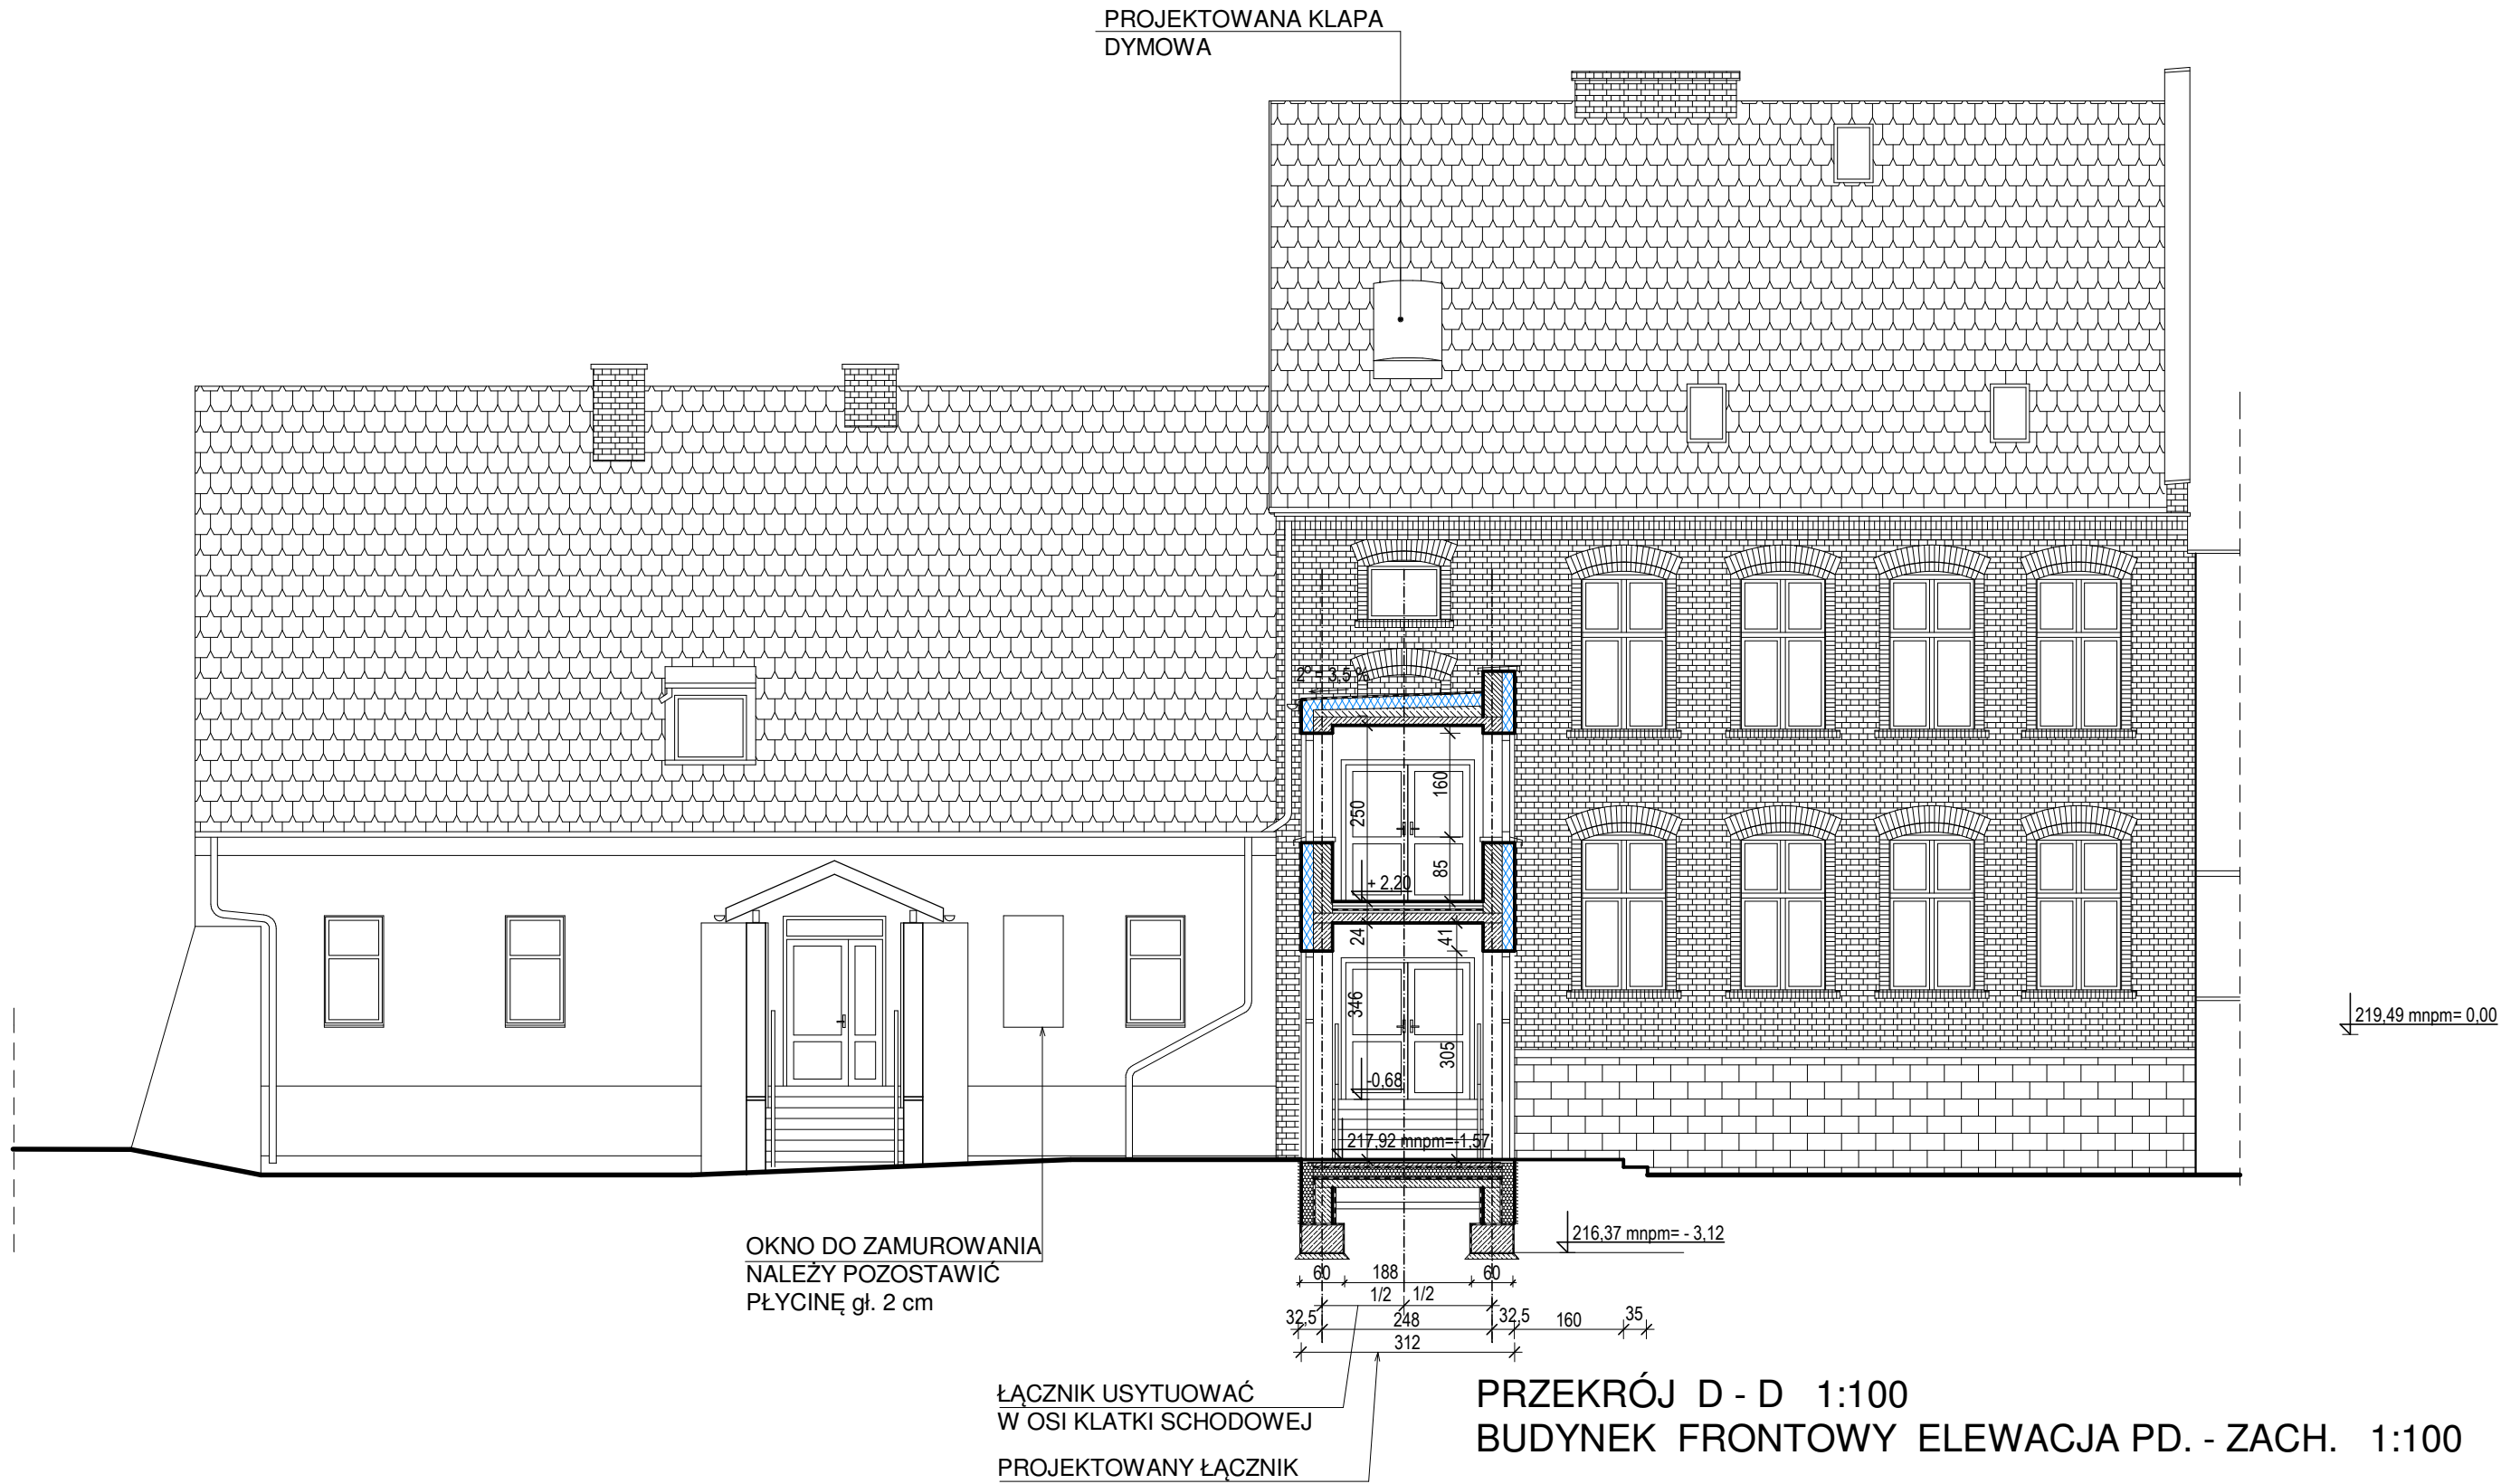 PROJEKTOWANA KLAPA
DYMOWA
2° = 3,5 %
160
250
85
+ 2,20
24
41
346
305
-0,68
217,92 mnpm=-1,57
219,49 mnpm= 0,00
216,37 mnpm= - 3,12
OKNO DO ZAMUROWANIA
NALEŻY POZOSTAWIĆ
PŁYCINĘ gł. 2 cm
60 188 60
1/2 1/2
32,5 248 32,5 160 35
312
ŁĄCZNIK USYTUOWAĆ
W OSI KLATKI SCHODOWEJ
PROJEKTOWANY ŁĄCZNIK
PRZEKRÓJ D - D 1:100
BUDYNEK FRONTOWY ELEWACJA PD. - ZACH. 1:100